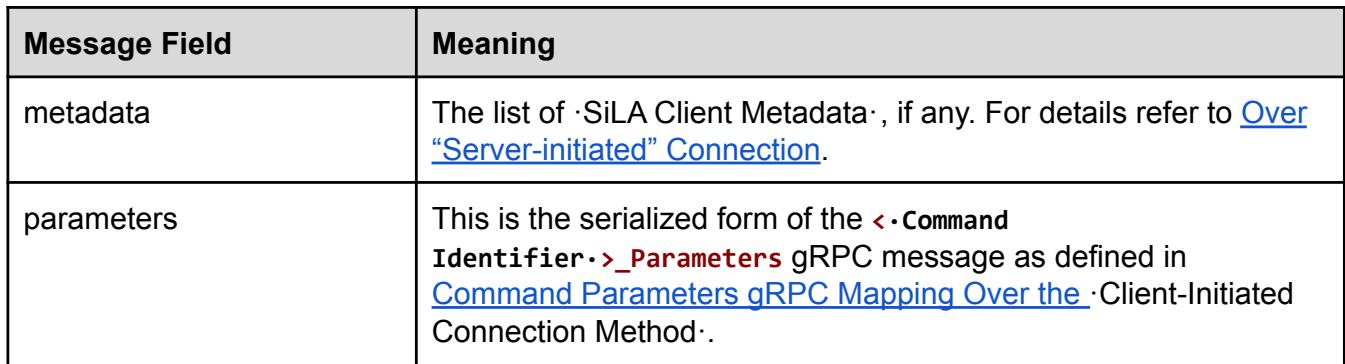 Message Field
Meaning
metadata
The list of ·SiLA Client Metadata·, if any. For details refer to Over
“Server-initiated” Connection.
parameters
This is the serialized form of the <·Command
Identifier·>_Parameters gRPC message as defined in
Command Parameters gRPC Mapping Over the ·Client-Initiated
Connection Method·.